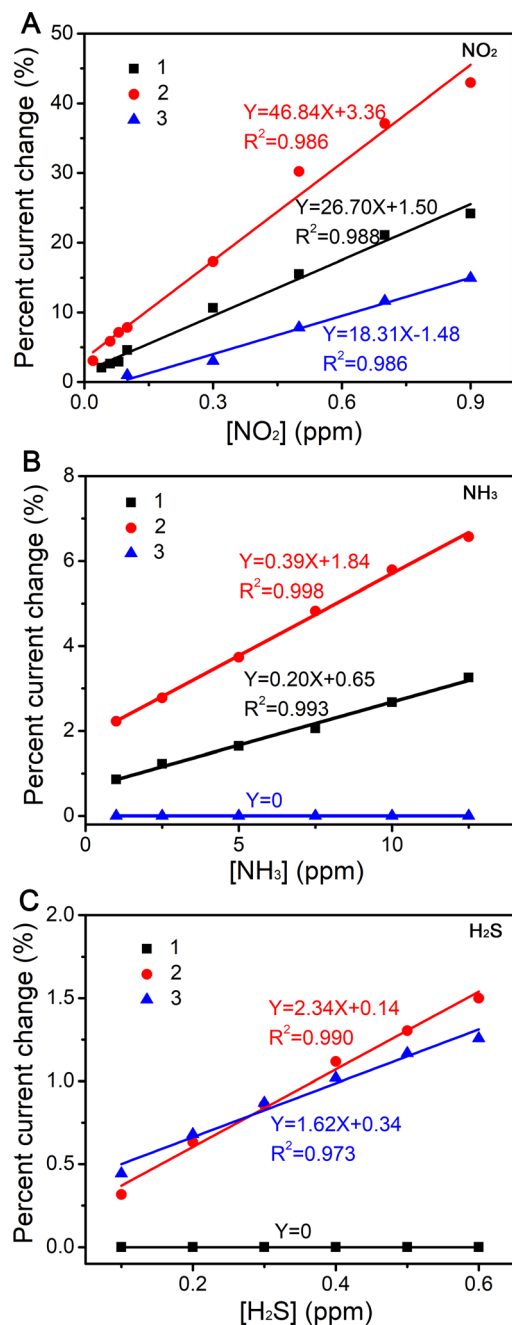 A
NO₂
1
2
3
Y=46.84X+3.36
R²=0.986
Y=26.70X+1.50
R²=0.988
Y=18.31X-1.48
R²=0.986
Percent current change (%)
50
40
30
20
10
0
0.0 0.3 0.6 0.9
[NO₂] (ppm)
B
NH₃
1
2
3
Y=0.39X+1.84
R²=0.998
Y=0.20X+0.65
R²=0.993
Y=0
Percent current change (%)
8
6
4
2
0
0 5 10
[NH₃] (ppm)
C
H₂S
1
2
3
Y=2.34X+0.14
R²=0.990
Y=1.62X+0.34
R²=0.973
Y=0
Percent current change (%)
2.0
1.5
1.0
0.5
0.0
0.2 0.4 0.6
[H₂S] (ppm)